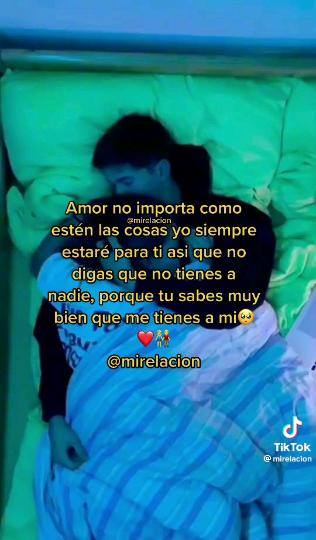 Amor no importa como
@mirelacion
estén las cosas yo siempre
estaré para ti asi que no
digas que no tienes a
nadie, porque tu sabes muy
bien que me tienes a mi🥺
❤️👫
@mirelacion
TikTok
@mirelacion